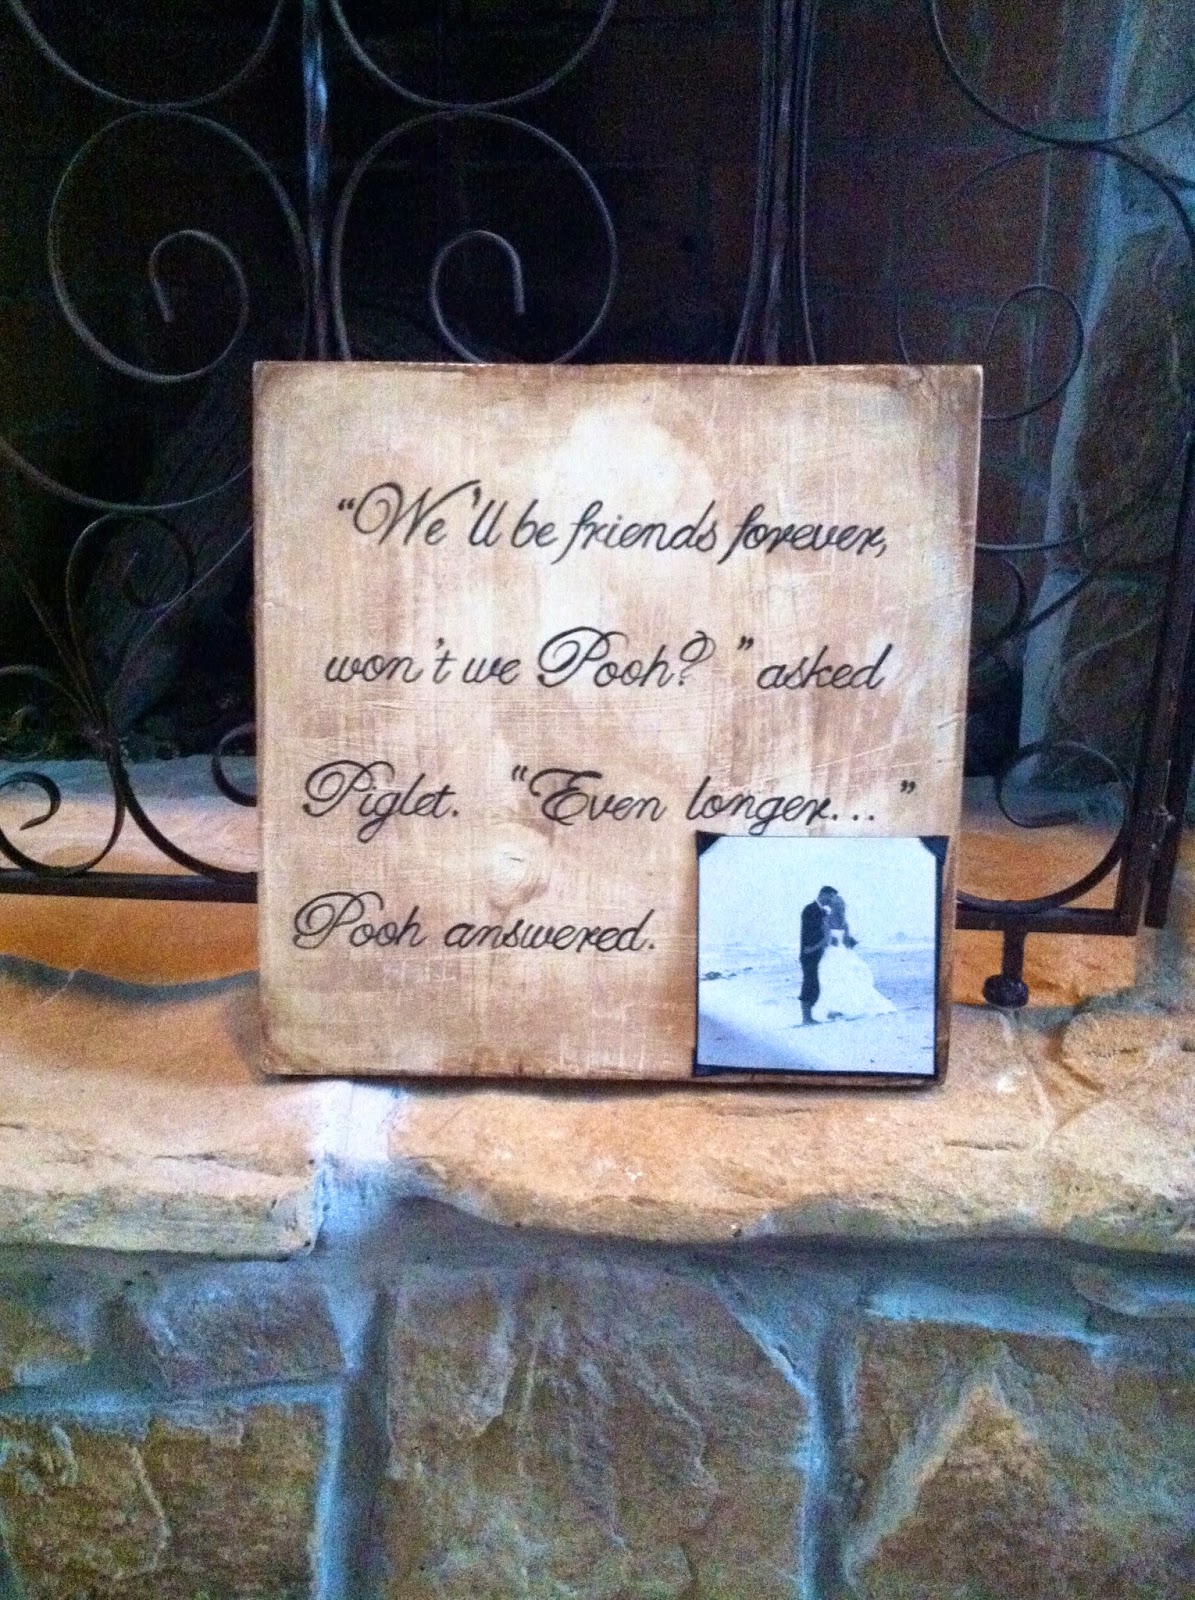 “We'll be friends forever,
won't we Pooh?" asked
Piglet. “Even longer..."
Pooh answered.